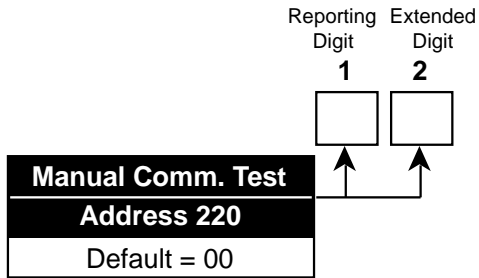 Reporting Extended
Digit Digit
1 2
Manual Comm. Test
Address 220
Default = 00